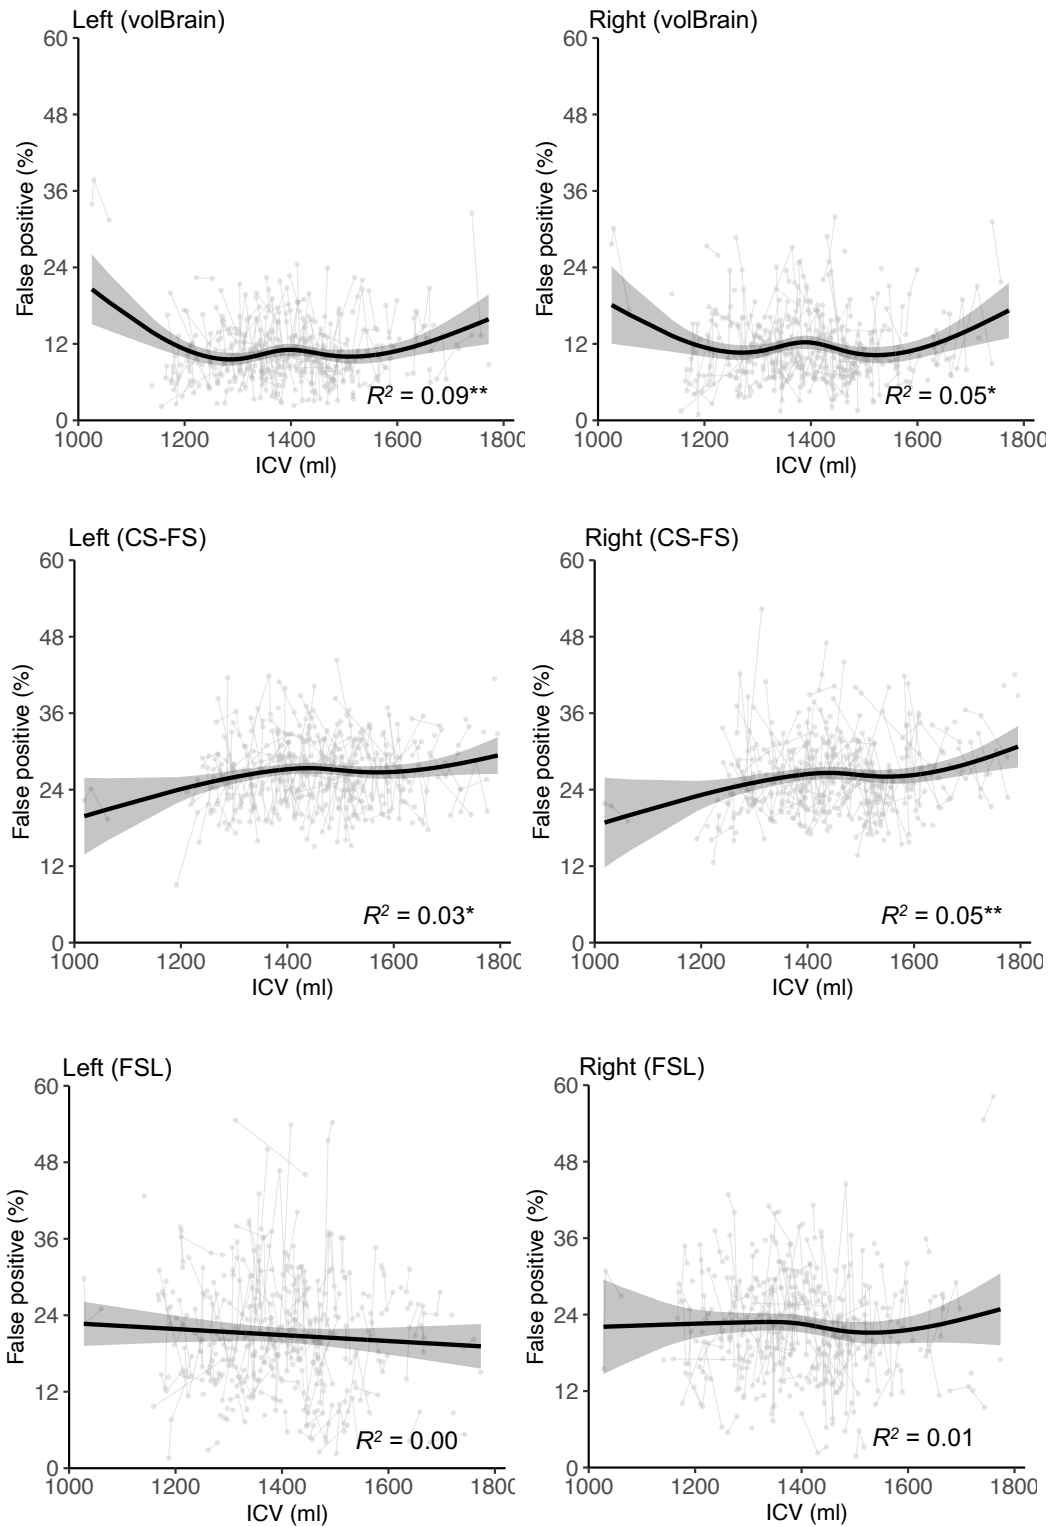 Left (volBrain)
60
48
36
24
12
0
False positive (%)
R² = 0.09**
1000 1200 1400 1600 1800
ICV (ml)
Right (volBrain)
60
48
36
24
12
0
False positive (%)
R² = 0.05*
1000 1200 1400 1600 1800
ICV (ml)
Left (CS-FS)
60
48
36
24
12
0
False positive (%)
R² = 0.03*
1000 1200 1400 1600 1800
ICV (ml)
Right (CS-FS)
60
48
36
24
12
0
False positive (%)
R² = 0.05**
1000 1200 1400 1600 1800
ICV (ml)
Left (FSL)
60
48
36
24
12
0
False positive (%)
R² = 0.00
1000 1200 1400 1600 1800
ICV (ml)
Right (FSL)
60
48
36
24
12
0
False positive (%)
R² = 0.01
1000 1200 1400 1600 1800
ICV (ml)